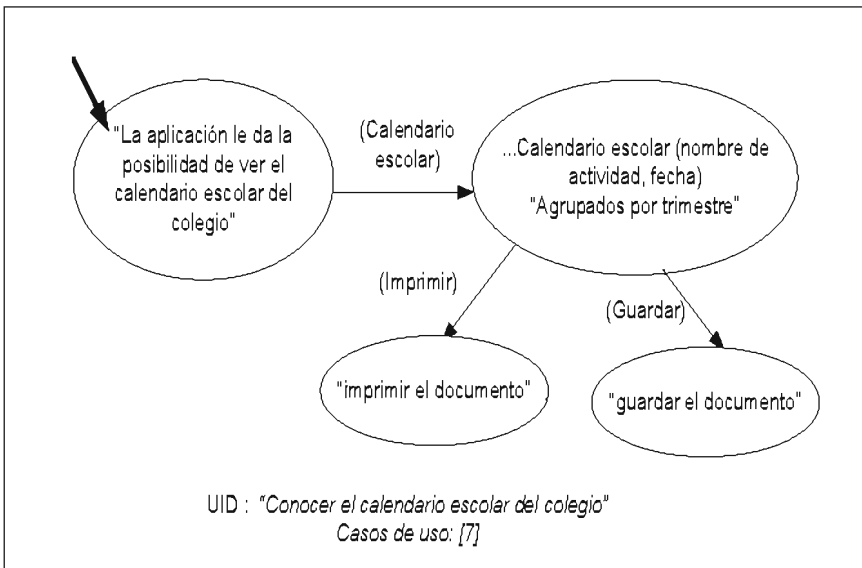 "La aplicación le da la
posibilidad de ver el
calendario escolar del
colegio"
(Calendario
escolar)
...Calendario escolar (nombre de
actividad, fecha)
"Agrupados por trimestre"
(Imprimir)
(Guardar)
"imprimir el documento"
"guardar el documento"
UID : "Conocer el calendario escolar del colegio"
Casos de uso: [7]